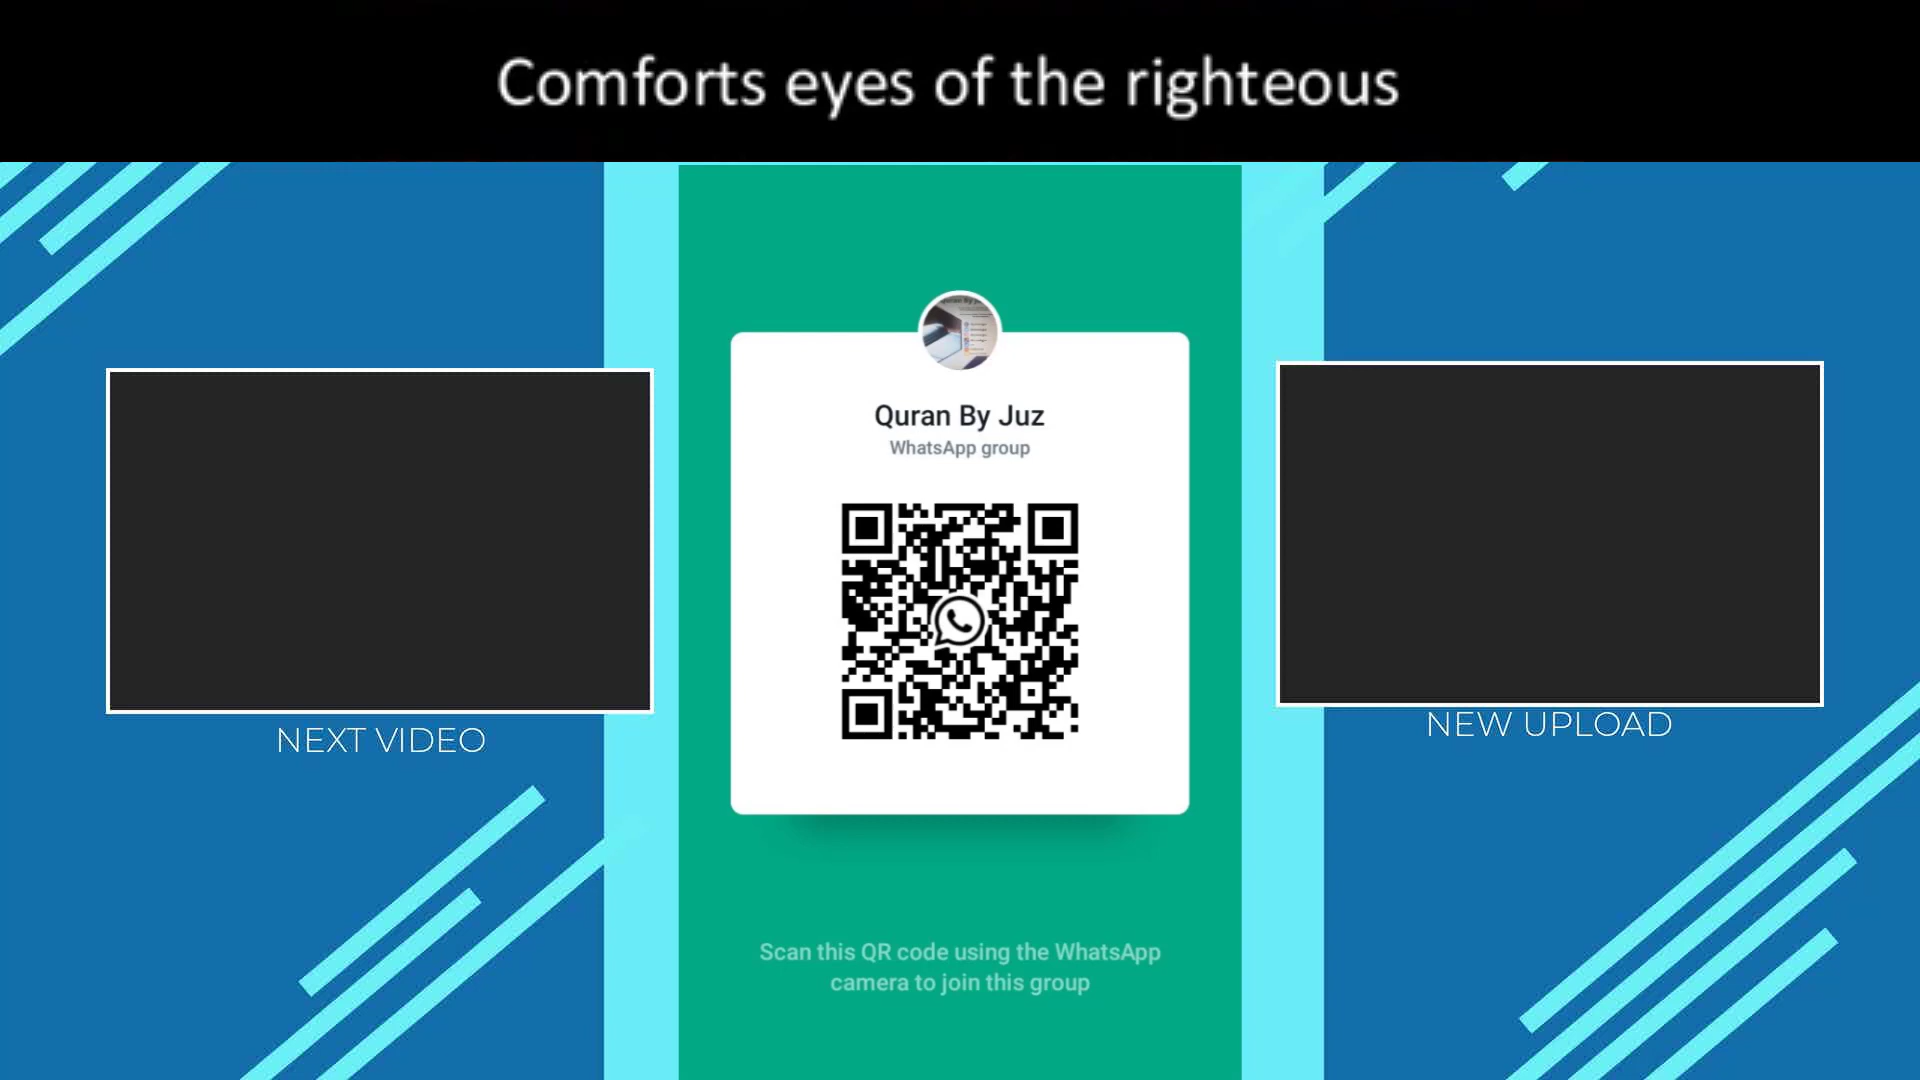 Comforts eyes of the righteous
Quran By Juz
WhatsApp group
NEXT VIDEO
NEW UPLOAD
Scan this QR code using the WhatsApp
camera to join this group